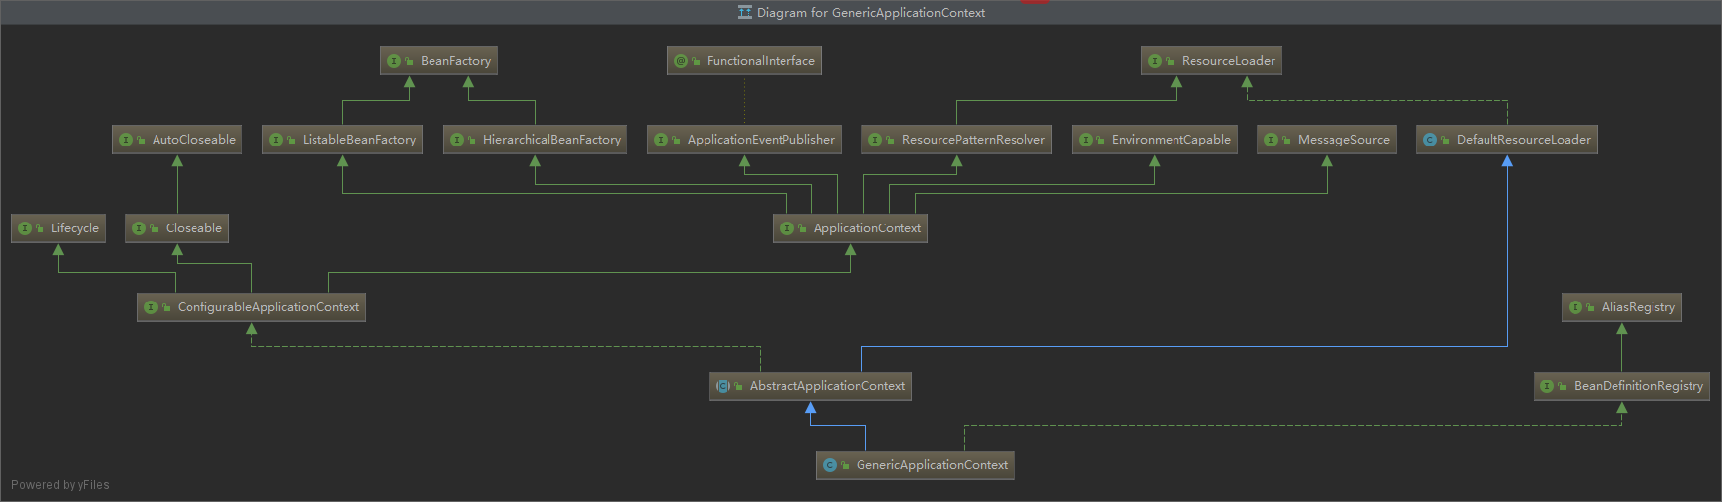 Diagram for GenericApplicationContext
BeanFactory
FunctionalInterface
ResourceLoader
AutoCloseable
ListableBeanFactory
HierarchicalBeanFactory
ApplicationEventPublisher
ResourcePatternResolver
EnvironmentCapable
MessageSource
DefaultResourceLoader
Lifecycle
Closeable
ApplicationContext
ConfigurableApplicationContext
AliasRegistry
AbstractApplicationContext
BeanDefinitionRegistry
GenericApplicationContext
Powered by yFiles